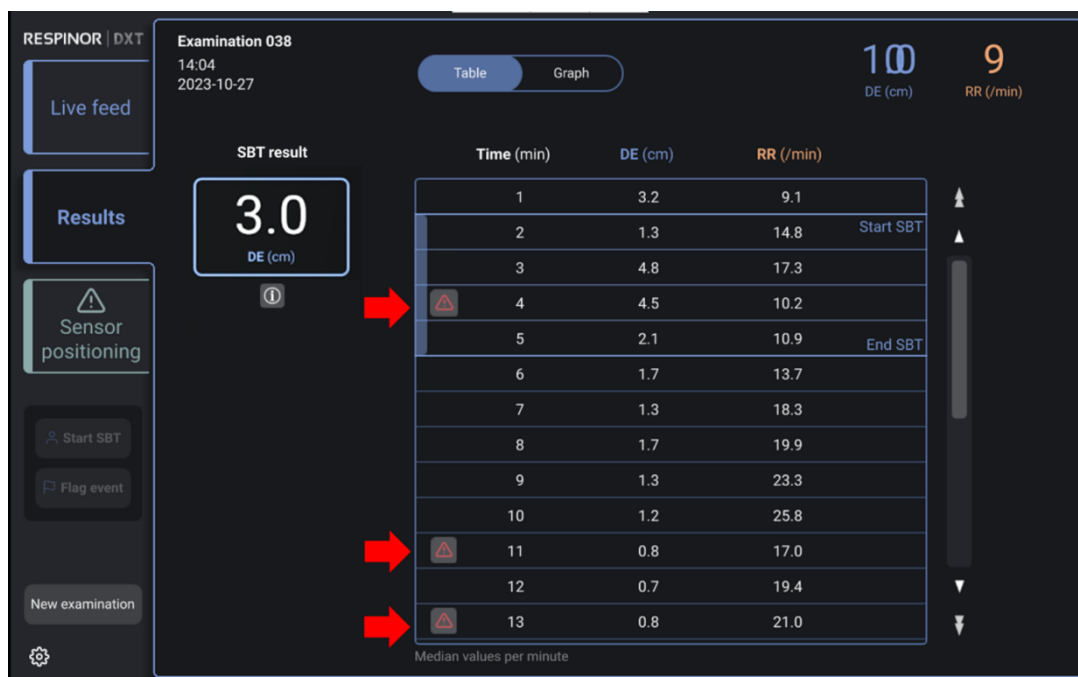 RESPINOR | DXT
Live feed
Results
Sensor
positioning
Start SBT
Flag event
New examination
Examination 038
14:04
2023-10-27
Table Graph
DE (cm)
9
RR (/min)
SBT result
3.0
DE (cm)
Time (min) DE (cm) RR (/min)
1 3.2 9.1
2 1.3 14.8 Start SBT
3 4.8 17.3
4 4.5 10.2
5 2.1 10.9 End SBT
6 1.7 13.7
7 1.3 18.3
8 1.7 19.9
9 1.3 23.3
10 1.2 25.8
11 0.8 17.0
12 0.7 19.4
13 0.8 21.0
Median values per minute